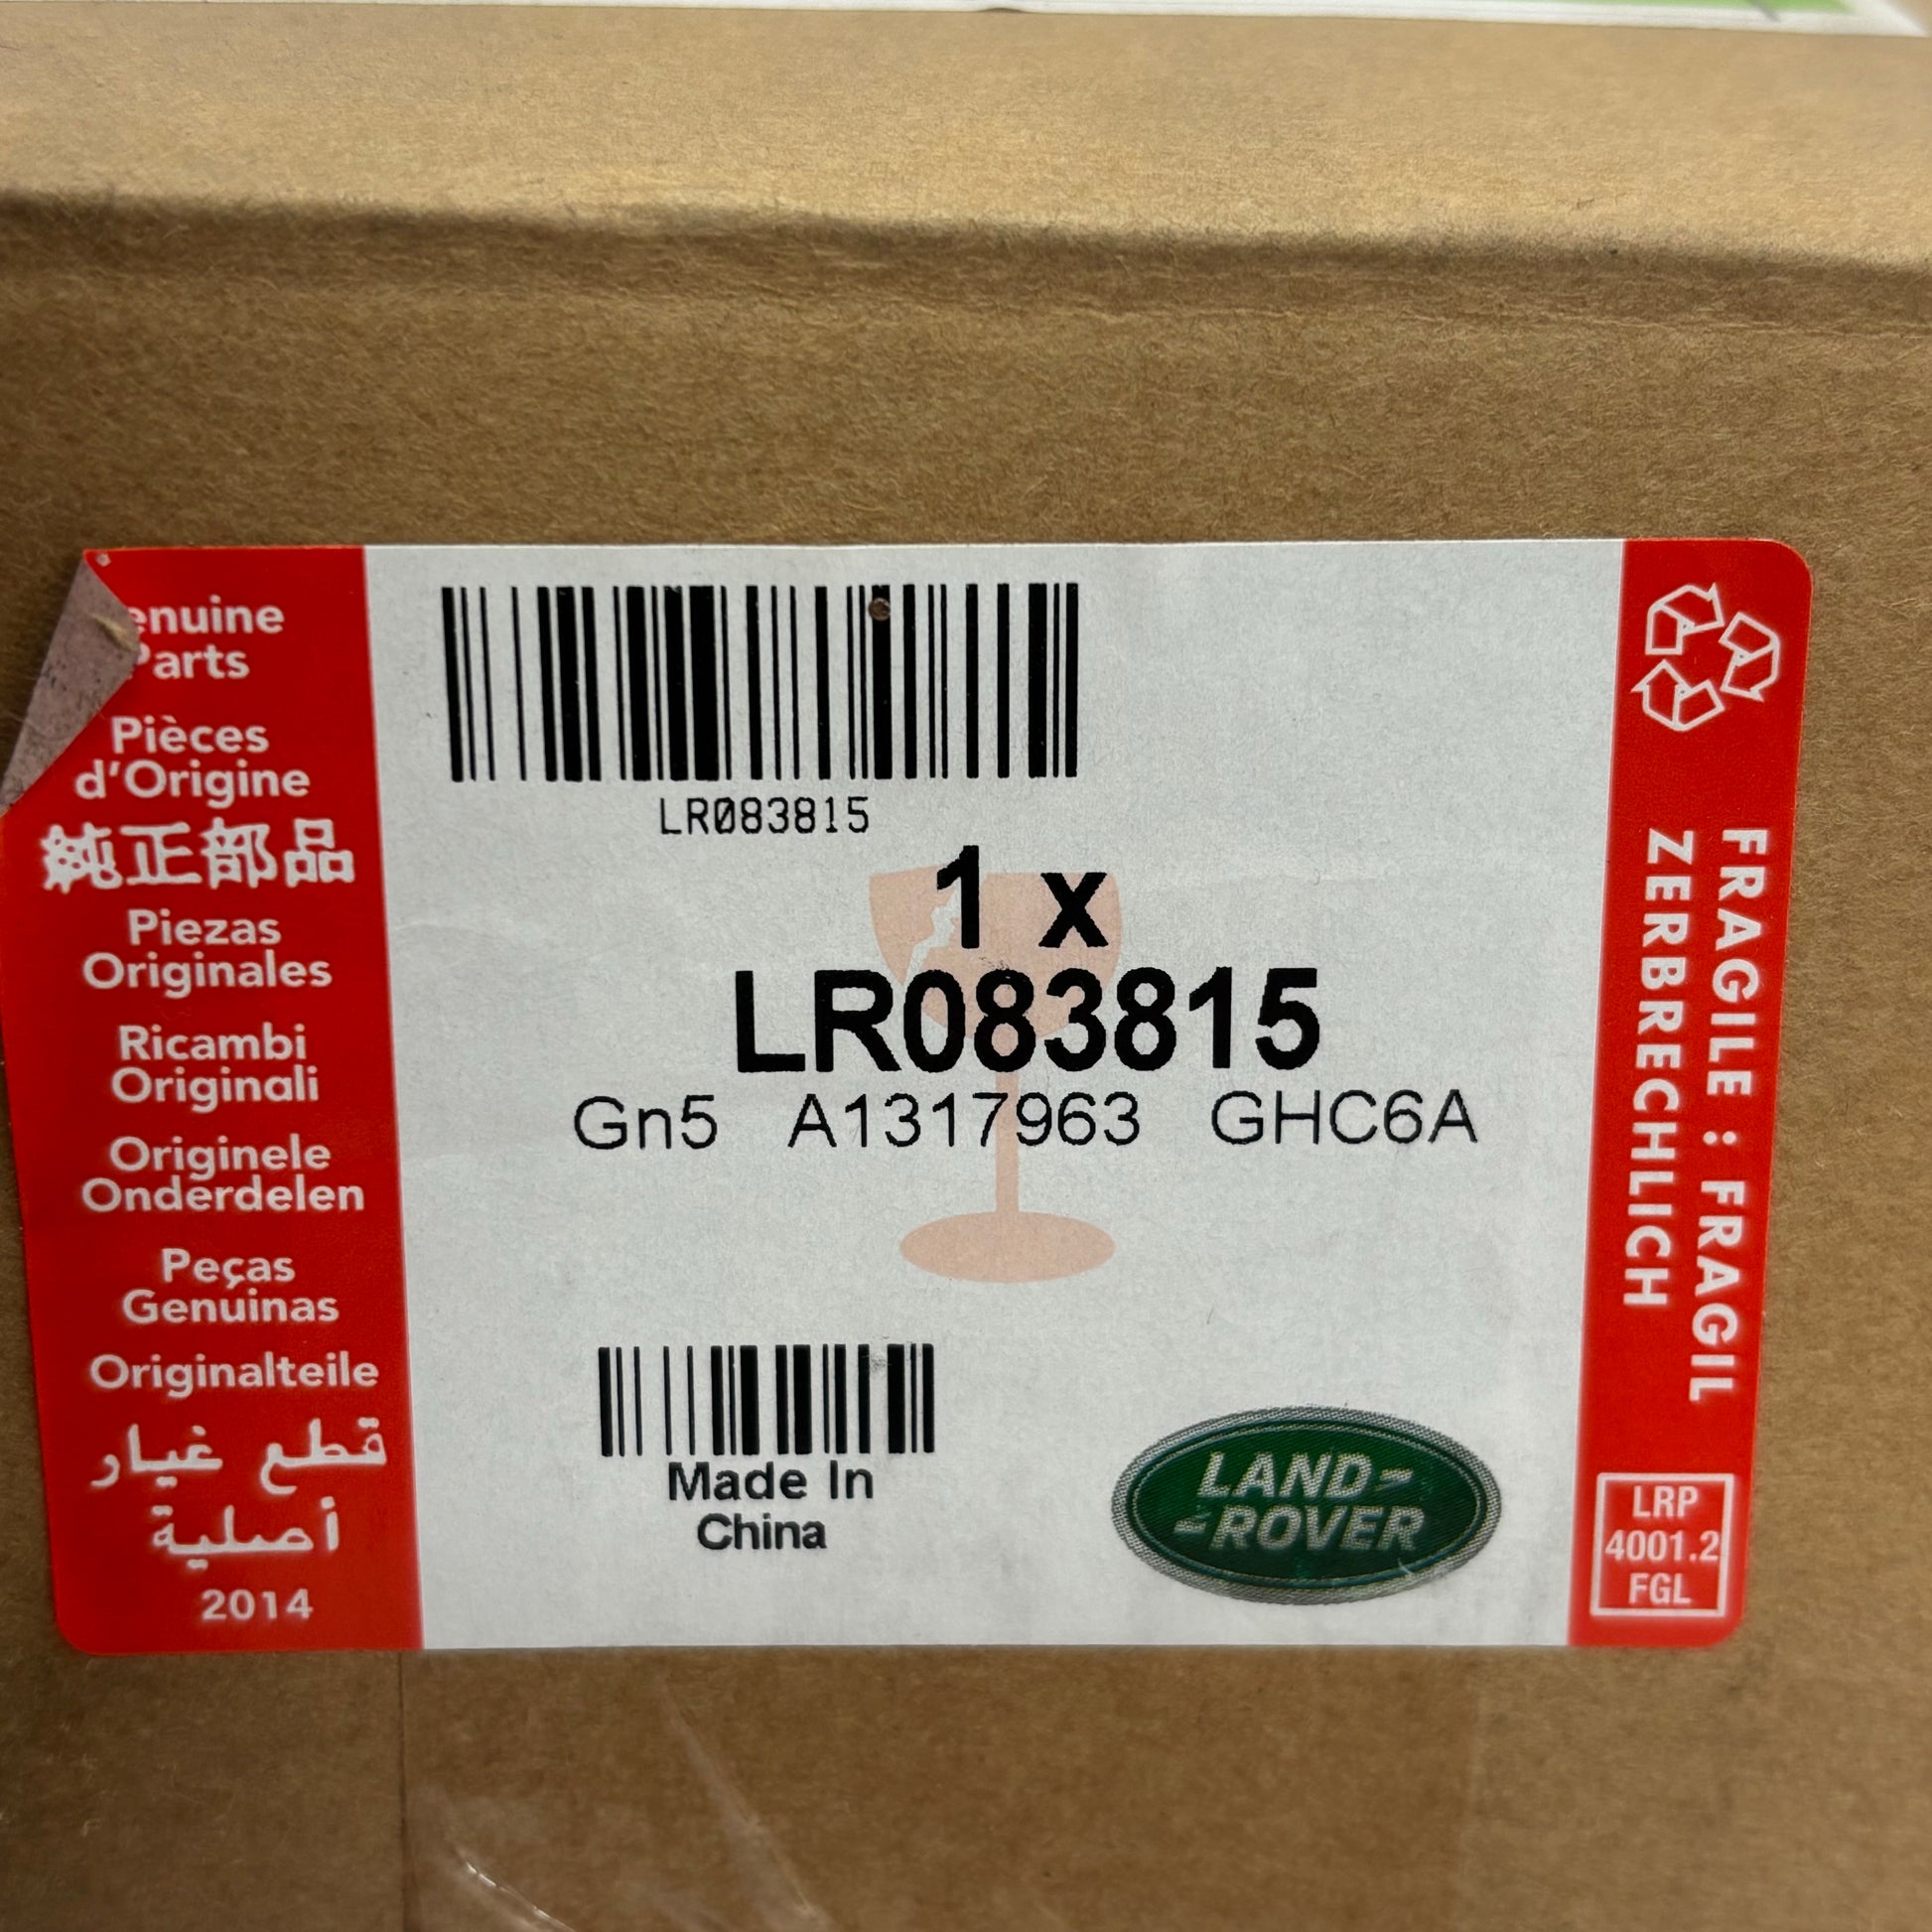 enuine
Parts
Pièces
d'Origine
純正部品
Piezas
Originales
Ricambi
Originali
Originele
Onderdelen
Peças
Genuinas
Originalteile
قطع غيار
أصلية
2014
LR083815
1 x
LR083815
Gn5 A1317963 GHC6A
Made In
China
LAND-
-ROVER
FRAGILE : FRAGIL
ZERBRECHLICH
LRP
4001.2
FGL